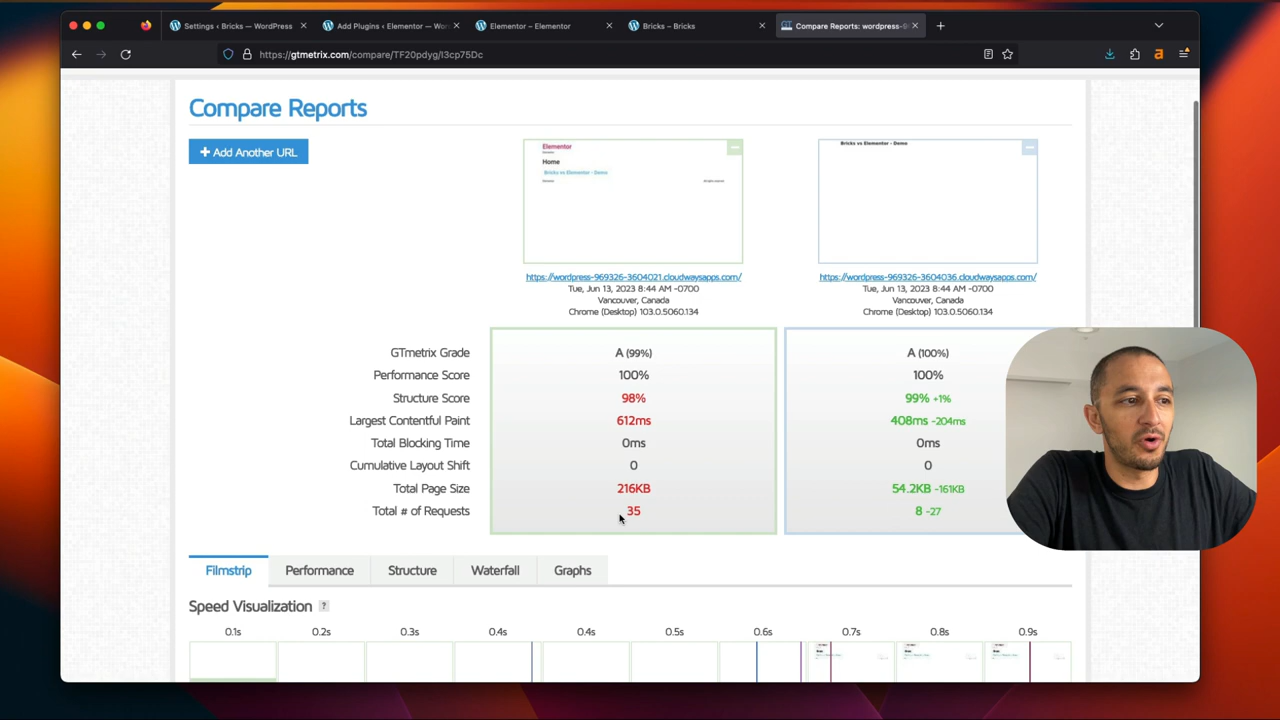 Settings ‹ Bricks — WordPress
Add Plugins ‹ Elementor — Wo
Elementor – Elementor
Bricks – Bricks
Compare Reports: wordpress-9
https://gtmetrix.com/compare/TF20pdyg/I3cp75Dc
Compare Reports
+ Add Another URL
Elementor
Home
Bricks vs Elementor - Demo
Bricks vs Elementor - Demo
https://wordpress-969326-3604021.cloudwaysapps.com/
Tue, Jun 13, 2023 8:44 AM -0700
Vancouver, Canada
Chrome (Desktop) 103.0.5060.134
https://wordpress-969326-3604036.cloudwaysapps.com/
Tue, Jun 13, 2023 8:44 AM -0700
Vancouver, Canada
Chrome (Desktop) 103.0.5060.134
GTmetrix Grade A (99%) A (100%)
Performance Score 100% 100%
Structure Score 98% 99% +1%
Largest Contentful Paint 612ms 408ms -204ms
Total Blocking Time 0ms 0ms
Cumulative Layout Shift 0 0
Total Page Size 216KB 54.2KB -161KB
Total # of Requests 35 8 -27
Filmstrip Performance Structure Waterfall Graphs
Speed Visualization ?
0.1s 0.2s 0.3s 0.4s 0.4s 0.5s 0.6s 0.7s 0.8s 0.9s